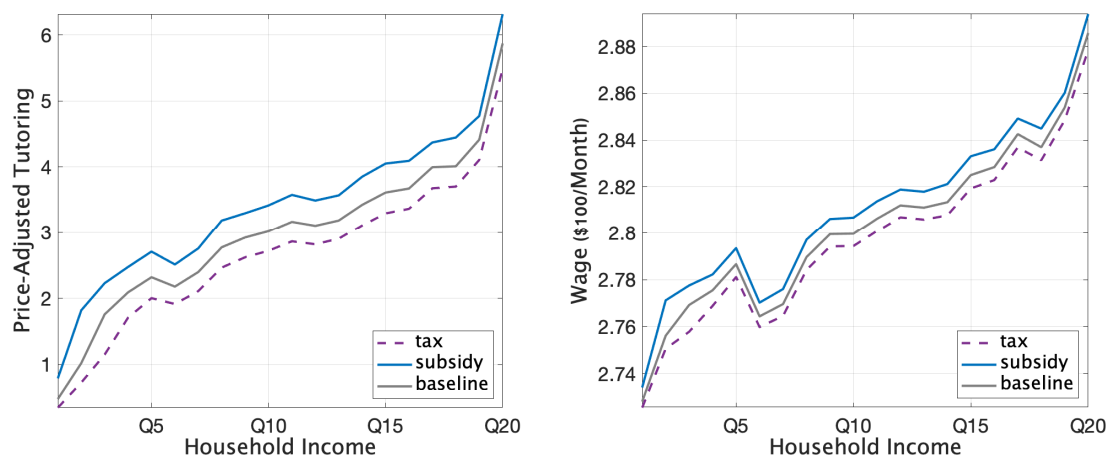 Price-Adjusted Tutoring
6
5
4
3
2
1
Q5
Q10
Q15
Q20
Household Income
tax
subsidy
baseline
Wage ($100/Month)
2.88
2.86
2.84
2.82
2.8
2.78
2.76
2.74
Q5
Q10
Q15
Q20
Household Income
tax
subsidy
baseline